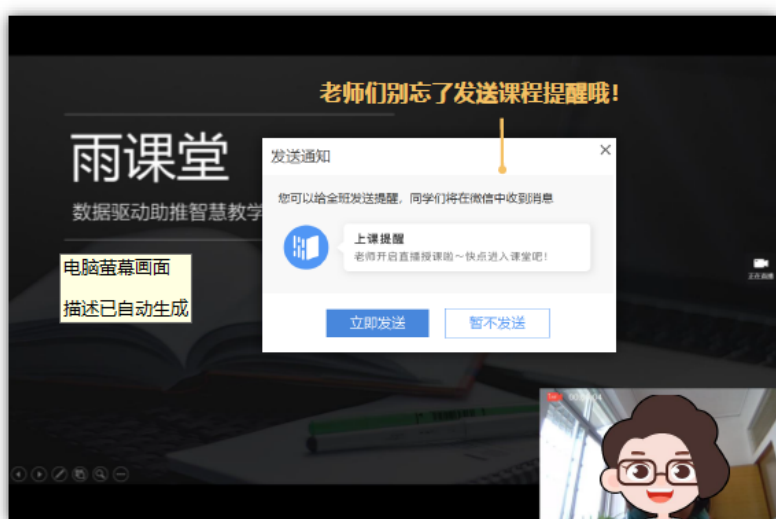 老师们别忘了发送课程提醒哦!
雨课堂
数据驱动助推智慧教学
发送通知
您可以给全班发送提醒，同学们将在微信中收到消息
上课提醒
老师开启直播授课啦～快点进入课堂吧!
立即发送
暂不发送
电脑萤幕画面
描述已自动生成
正在直播